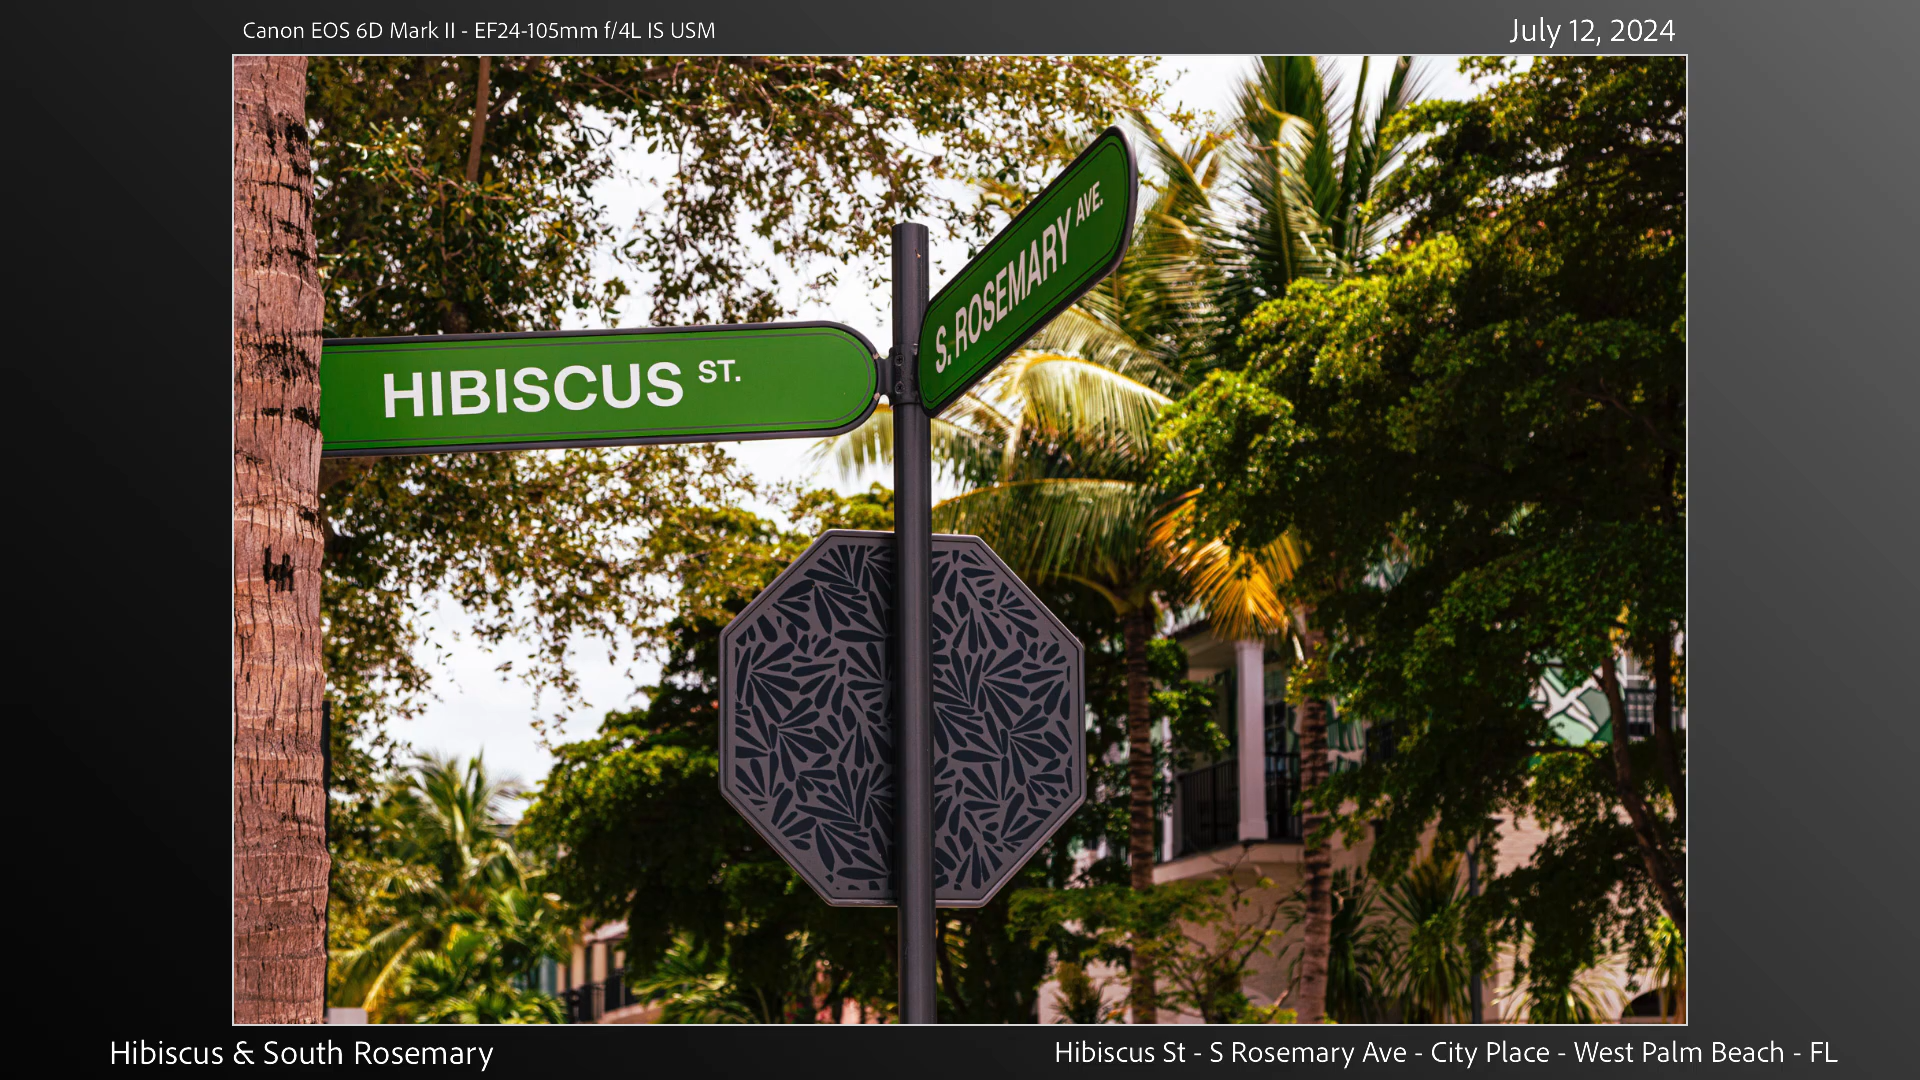 Canon EOS 6D Mark II - EF24-105mm f/4L IS USM
July 12, 2024
S. ROSEMARY AVE.
HIBISCUS ST.
Hibiscus & South Rosemary
Hibiscus St - S Rosemary Ave - City Place - West Palm Beach - FL